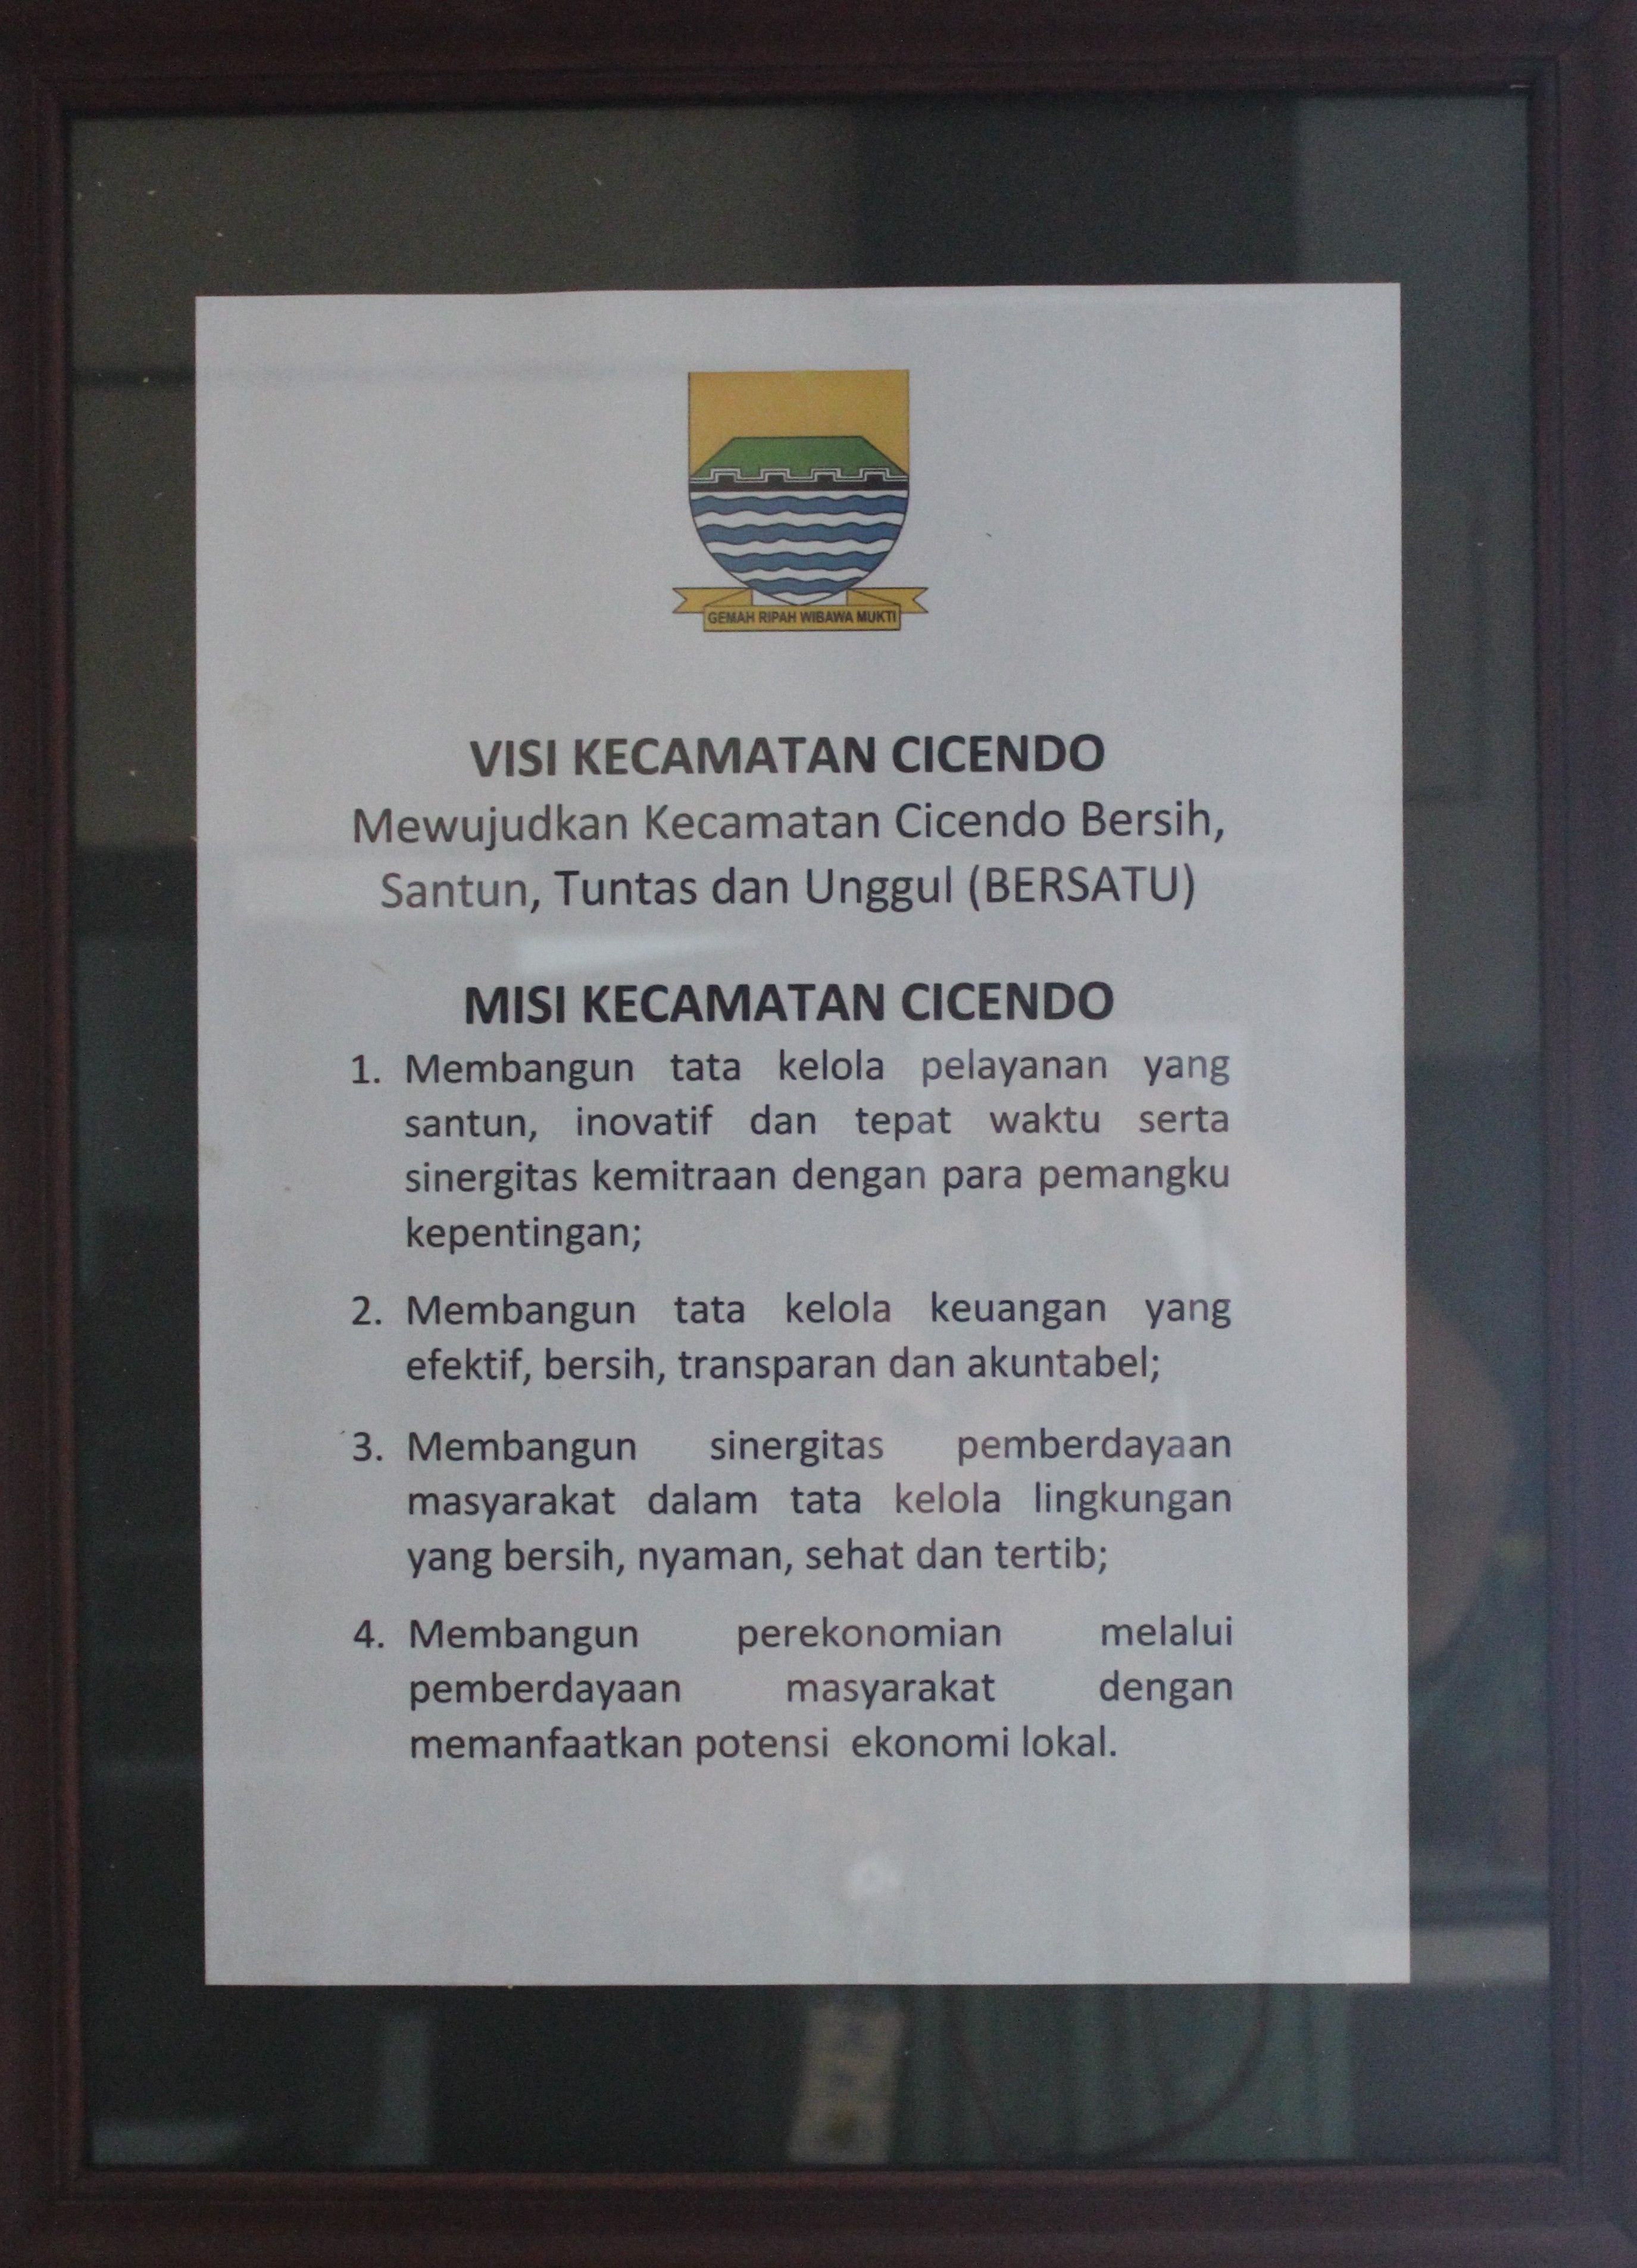 GEMAH RIPAH WIBAWA MUKTI
VISI KECAMATAN CICENDO
Mewujudkan Kecamatan Cicendo Bersih,
Santun, Tuntas dan Unggul (BERSATU)
MISI KECAMATAN CICENDO
1. Membangun tata kelola pelayanan yang
santun, inovatif dan tepat waktu serta
sinergitas kemitraan dengan para pemangku
kepentingan;
2. Membangun tata kelola keuangan yang
efektif, bersih, transparan dan akuntabel;
3. Membangun sinergitas pemberdayaan
masyarakat dalam tata kelola lingkungan
yang bersih, nyaman, sehat dan tertib;
4. Membangun perekonomian melalui
pemberdayaan masyarakat dengan
memanfaatkan potensi ekonomi lokal.